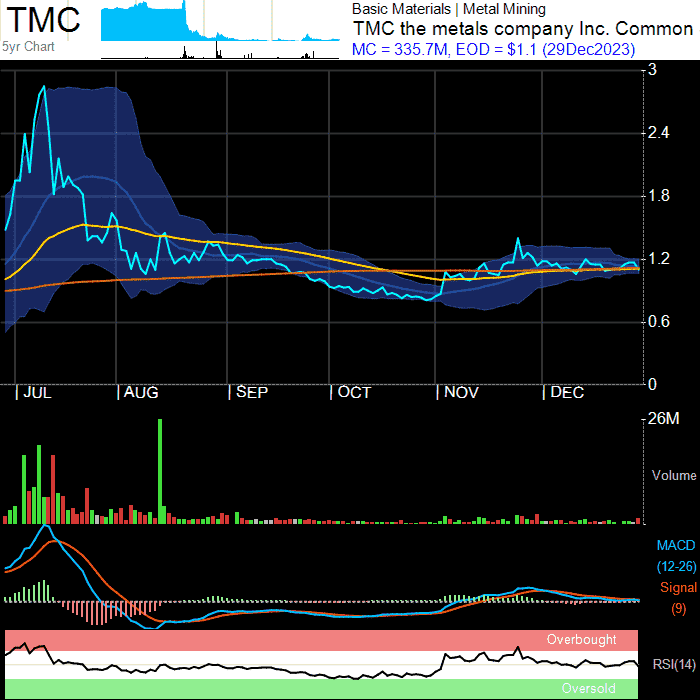 TMC
5yr Chart
Basic Materials | Metal Mining
TMC the metals company Inc. Common
MC = 335.7M, EOD = $1.1 (29Dec2023)
3
2.4
1.8
1.2
0.6
0
| JUL | AUG | SEP | OCT | NOV | DEC
26M
Volume
MACD
(12-26)
Signal
(9)
Overbought
RSI(14)
Oversold